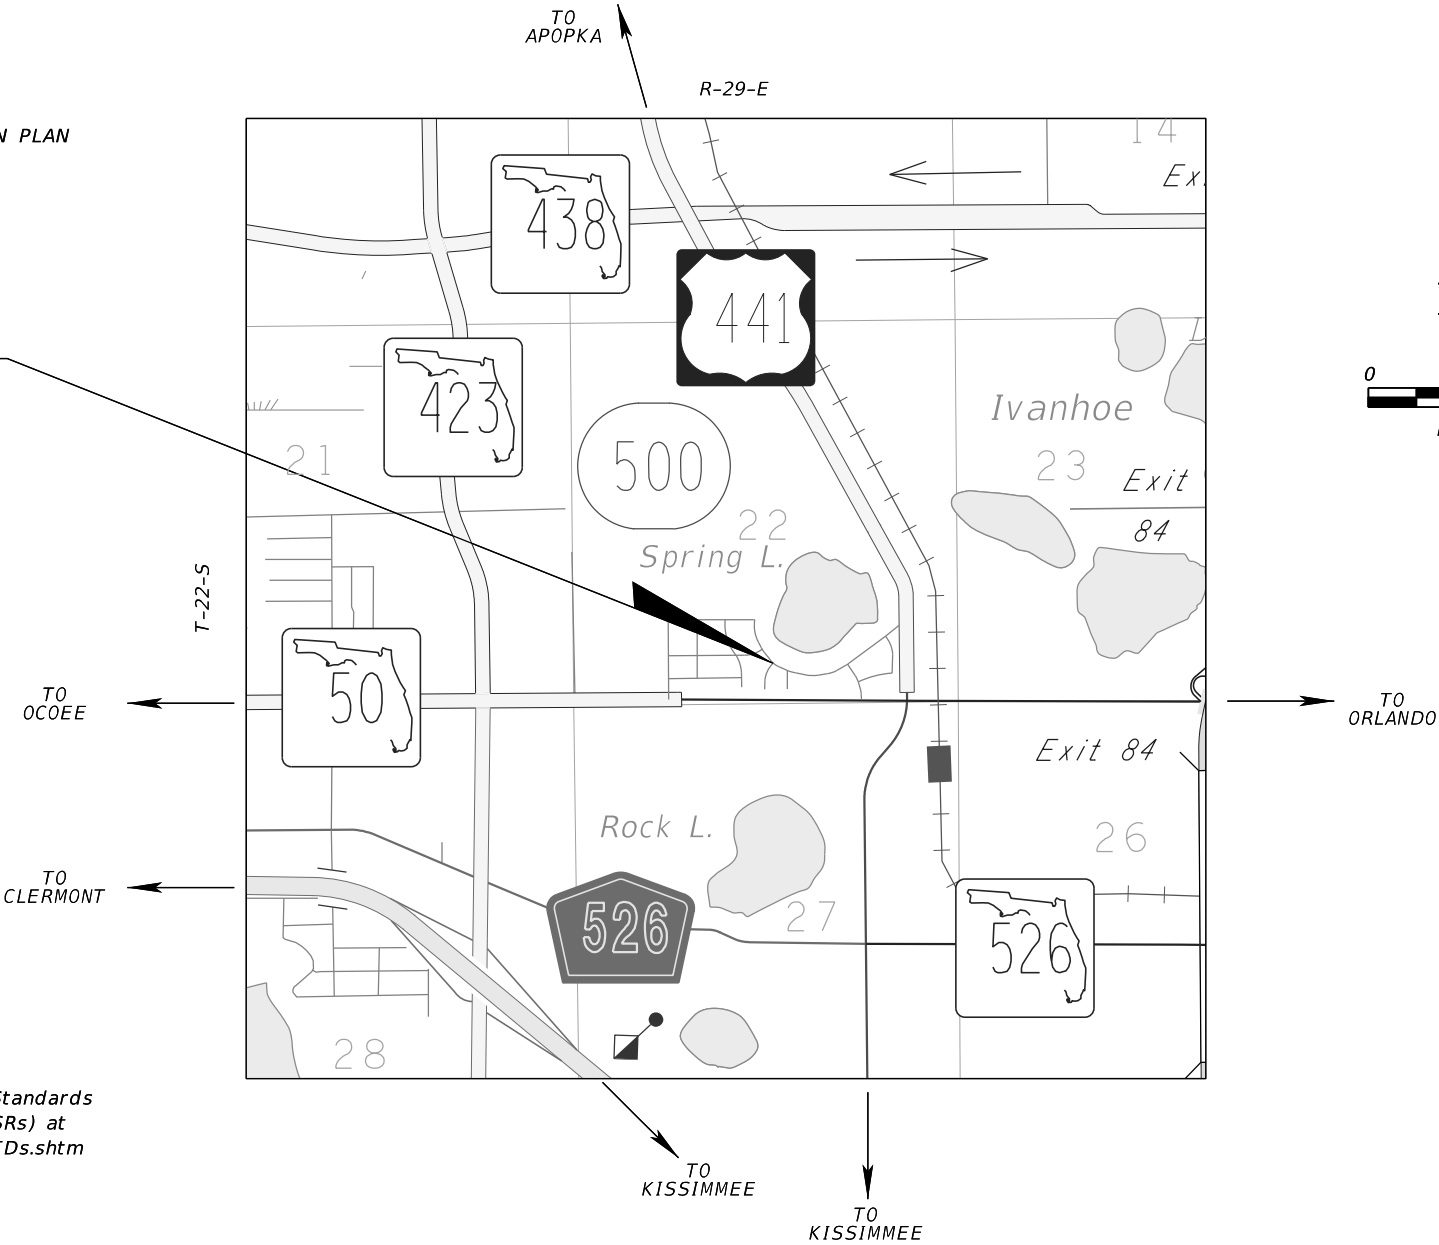 TO
APOPKA
R-29-E
N PLAN
14
Ex
438
441
0
423
Ivanhoe
21
500
23
Exit
22
84
Spring L.
T-22-S
50
TO
OCOEE
TO
ORLANDO
Exit 84
Rock L.
26
TO
CLERMONT
526
27
526
28
Standards
SRs) at
TDs.shtm
TO
KISSIMMEE
TO
KISSIMMEE